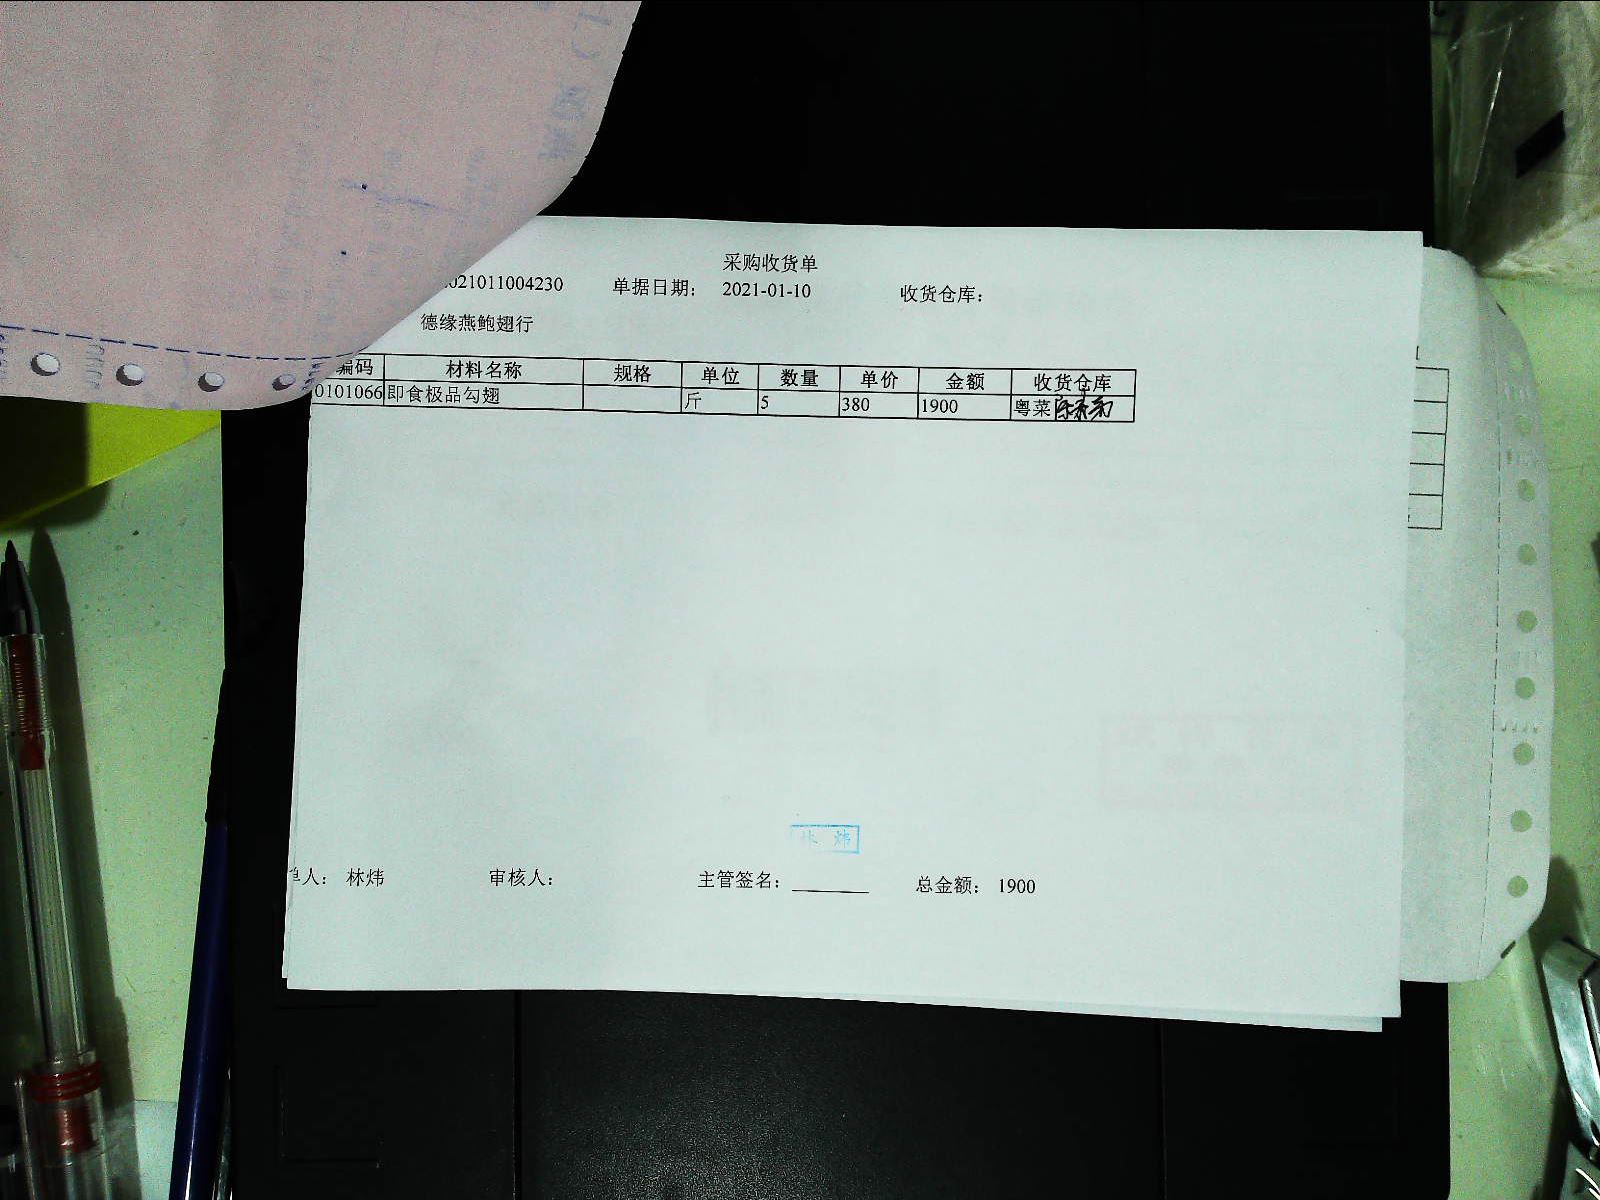 采购收货单
021011004230 单据日期： 2021-01-10 收货仓库：
德缘燕鲍翅行
编码 材料名称 规格 单位 数量 单价 金额 收货仓库
0101066 即食极品勾翅 斤 5 380 1900 粤菜
林 炜
单人： 林炜 审核人： 主管签名： 总金额： 1900